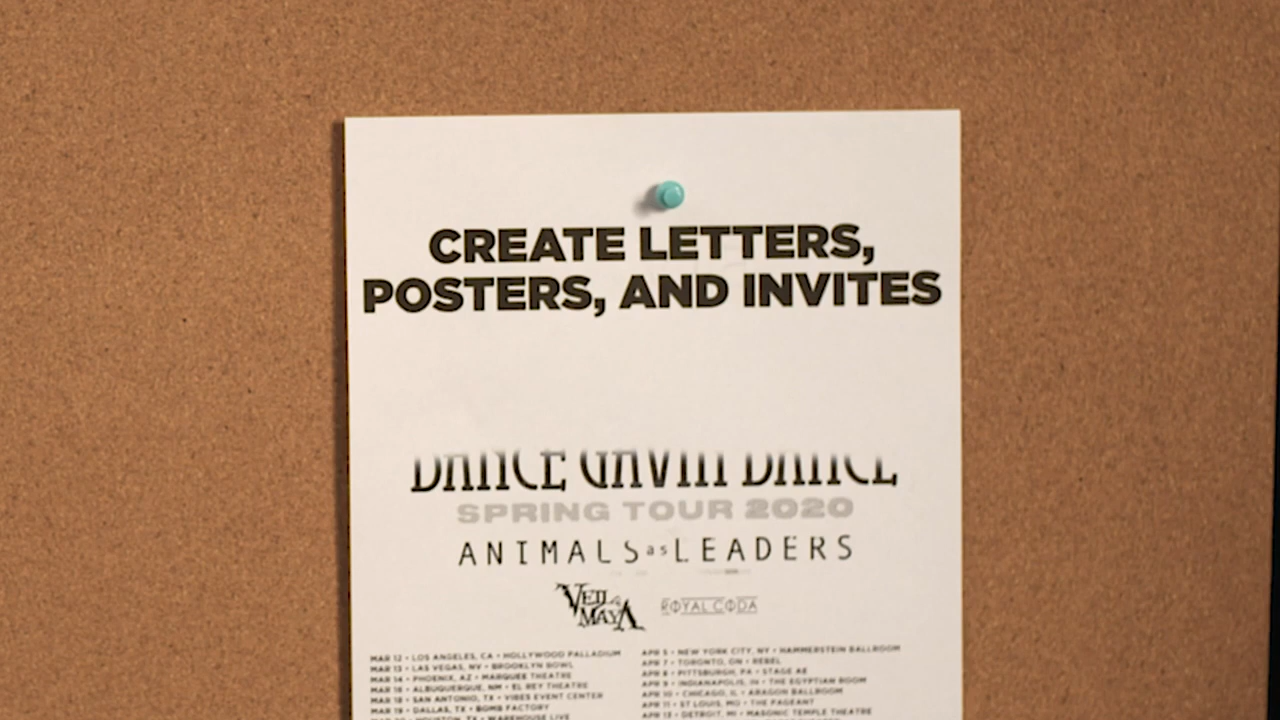 CREATE LETTERS,
POSTERS, AND INVITES
DANCE GAVIN DANCE
SPRING TOUR 2020
ANIMALS as LEADERS
VEIL OF MAYA
ROYAL CODA
MAR 12 • LOS ANGELES, CA • HOLLYWOOD PALLADIUM
MAR 13 • LAS VEGAS, NV • BROOKLYN BOWL
MAR 14 • PHOENIX, AZ • MARQUEE THEATRE
MAR 16 • ALBUQUERQUE, NM • EL REY THEATRE
MAR 18 • SAN ANTONIO, TX • VIBES EVENT CENTER
MAR 19 • DALLAS, TX • BOMB FACTORY
HOUSTON, TX • WAREHOUSE LIVE
APR 5 • NEW YORK CITY, NY • HAMMERSTEIN BALLROOM
APR 7 • TORONTO, ON • REBEL
APR 8 • PITTSBURGH, PA • STAGE AE
APR 9 • INDIANAPOLIS, IN • THE EGYPTIAN ROOM
APR 10 • CHICAGO, IL • ARAGON BALLROOM
APR 11 • ST LOUIS, MO • THE PAGEANT
APR 13 • DETROIT, MI • MASONIC TEMPLE THEATRE